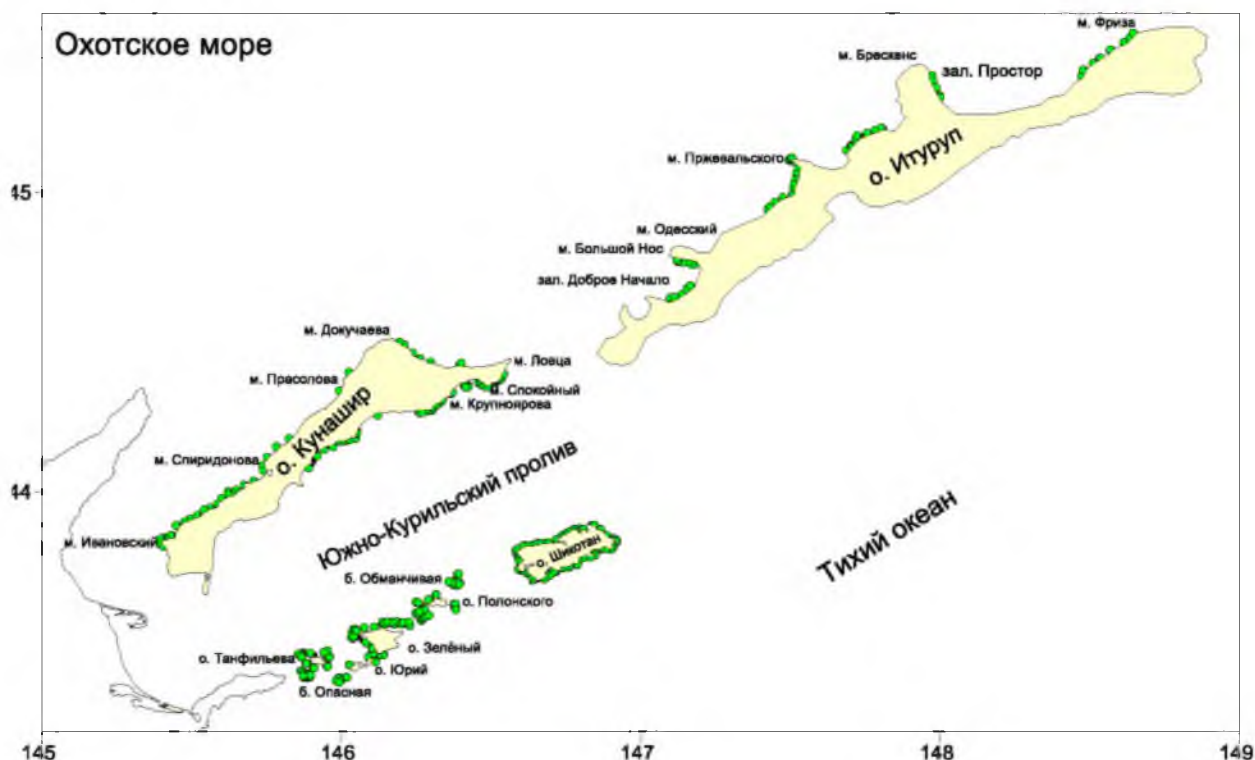 Охотское море
м. Фриза
м. Брескенс
зал. Простор
м. Пржевальского
о. Итуруп
45
м. Одесский
м. Большой Нос
зал. Доброе Начало
м. Докучаева
м. Ловца
м. Прасолова
м. Спокойный
м. Крупноярова
о. Кунашир
м. Спиридонова
44
Южно-Курильский пролив
м. Ивановский
о. Шикотан
Тихий океан
б. Обманчивая
о. Полонского
о. Зелёный
о. Танфильева
о. Юрий
б. Опасная
145 146 147 148 149